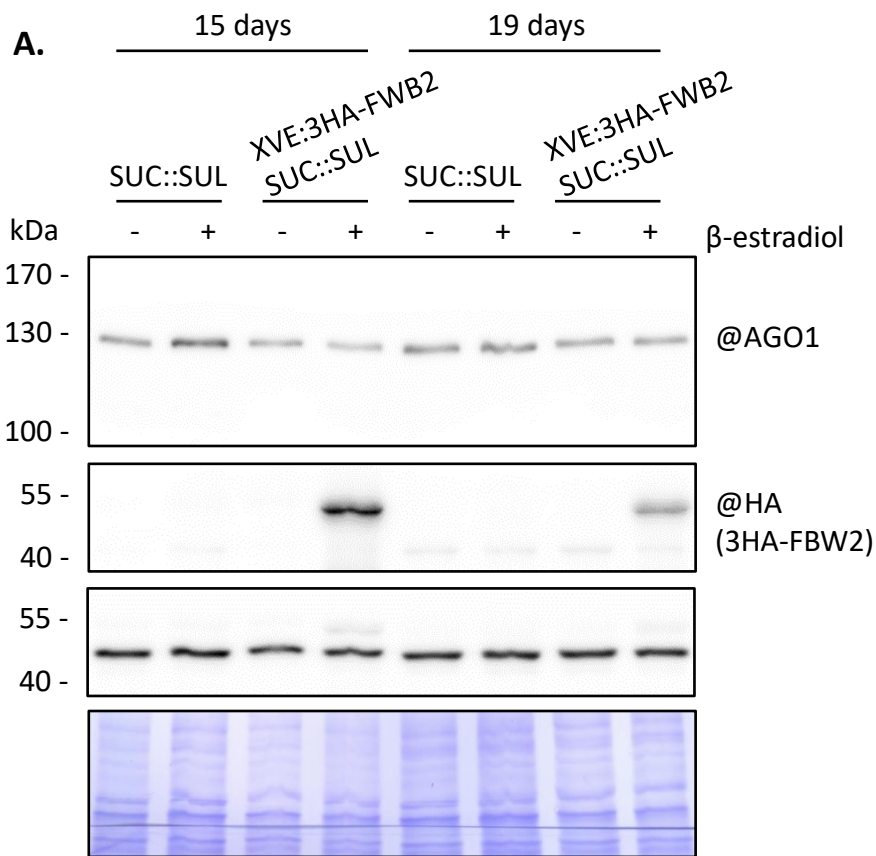 A.
15 days
19 days
SUC::SUL
XVE:3HA-FWB2
SUC::SUL
SUC::SUL
XVE:3HA-FWB2
SUC::SUL
kDa
- + - + - + - +
β-estradiol
170 -
130 -
100 -
@AGO1
55 -
40 -
@HA
(3HA-FBW2)
55 -
40 -